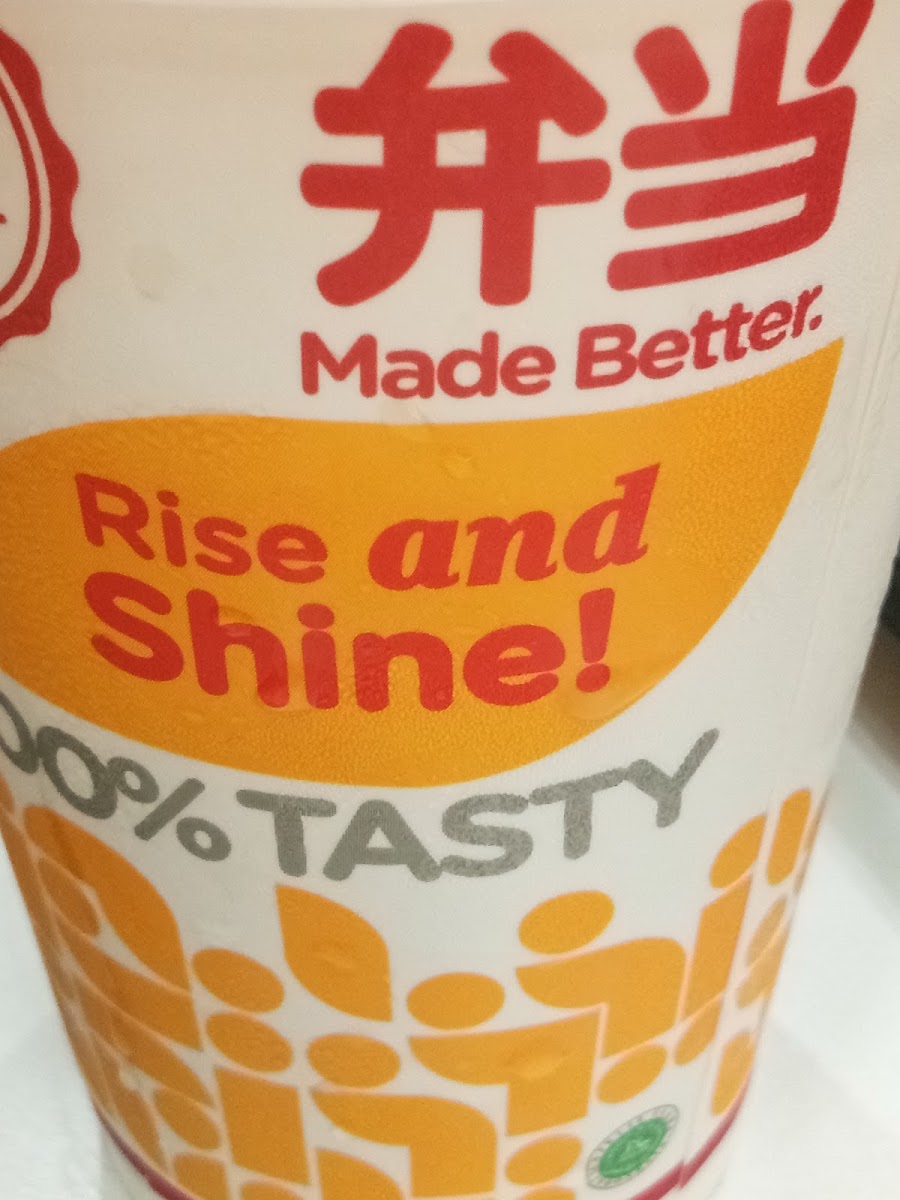 弁当
Made Better.
Rise and
Shine!
00% TASTY